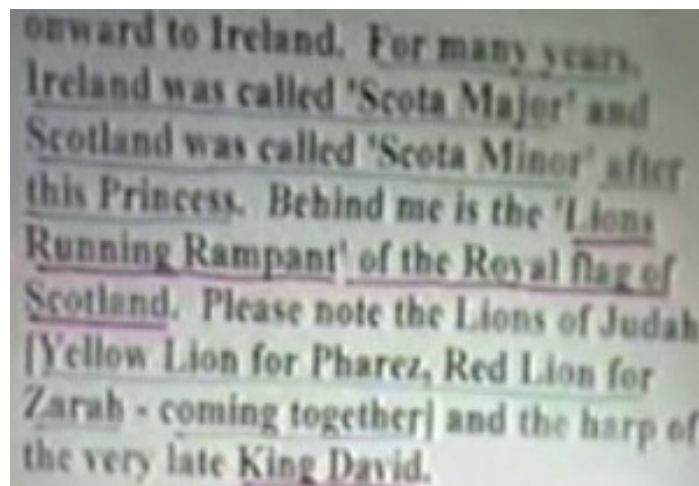 onward to Ireland. For many years,
Ireland was called 'Scota Major' and
Scotland was called 'Scota Minor' after
this Princess. Behind me is the 'Lions
Running Rampant' of the Royal flag of
Scotland. Please note the Lions of Judah
[Yellow Lion for Pharez, Red Lion for
Zarah - coming together] and the harp of
the very late King David.